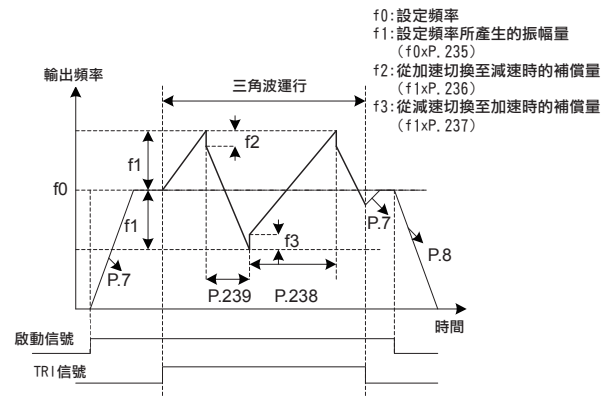 f0:設定頻率
f1:設定頻率所產生的振幅量
(f0xP.235)
f2:從加速切換至減速時的補償量
(f1xP.236)
f3:從減速切換至加速時的補償量
(f1xP.237)
輸出頻率
三角波運行
f1
f2
f0
f1
f3
P.7
P.7
P.8
P.239
P.238
時間
啟動信號
TRI信號